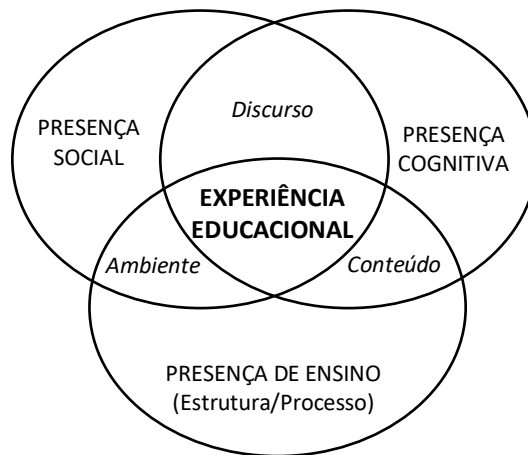 Discurso
PRESENÇA
SOCIAL
PRESENÇA
COGNITIVA
EXPERIÊNCIA
EDUCACIONAL
Ambiente
Conteúdo
PRESENÇA DE ENSINO
(Estrutura/Processo)